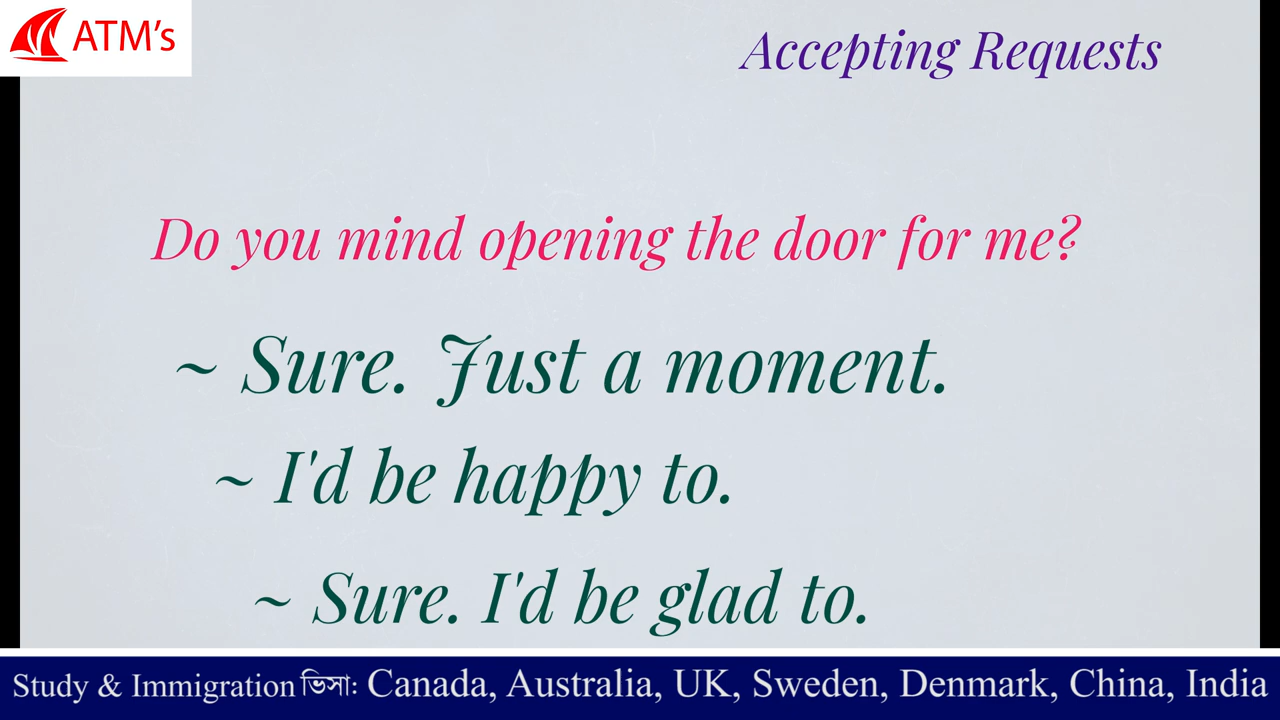 ATM's
Accepting Requests
Do you mind opening the door for me?
~ Sure. Just a moment.
~ I'd be happy to.
~ Sure. I'd be glad to.
Study & Immigration ভিসা: Canada, Australia, UK, Sweden, Denmark, China, India